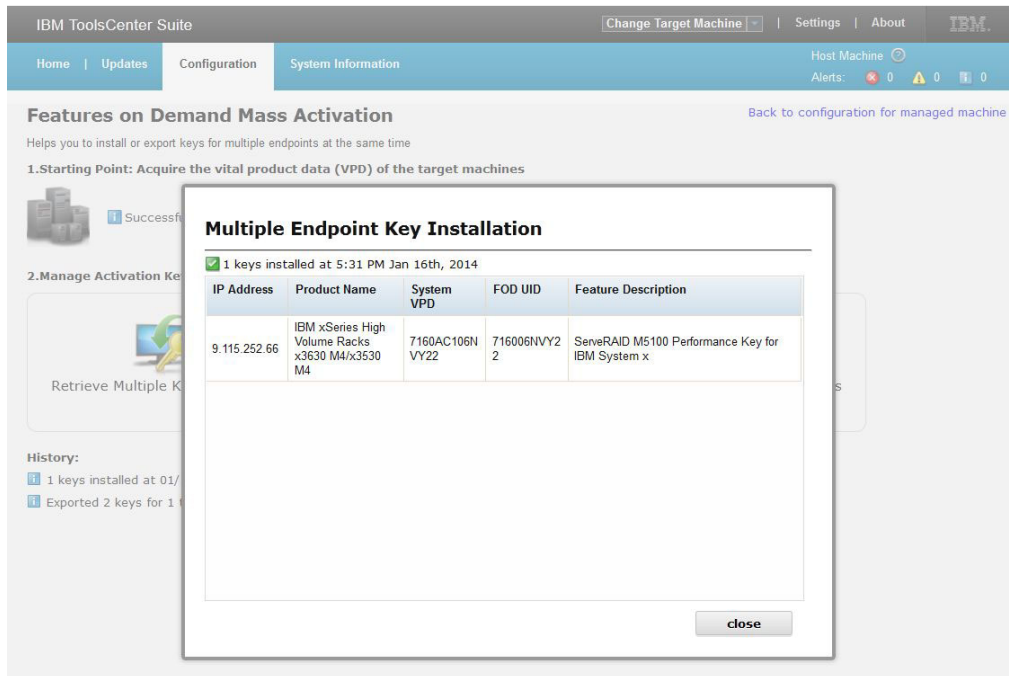 IBM ToolsCenter Suite
Change Target Machine | Settings | About
IBM.
Home | Updates Configuration System Information
Host Machine
Alerts: 0 0 0
Features on Demand Mass Activation
Back to configuration for managed machine
Helps you to install or export keys for multiple endpoints at the same time
1.Starting Point: Acquire the vital product data (VPD) of the target machines
Successf
2.Manage Activation Ke
Retrieve Multiple K
s
History:
1 keys installed at 01/
Exported 2 keys for 1 t
Multiple Endpoint Key Installation
1 keys installed at 5:31 PM Jan 16th, 2014
IP Address Product Name System VPD FOD UID Feature Description
9.115.252.66
IBM xSeries High
Volume Racks
x3630 M4/x3530
M4
7160AC106N
VY22
716006NVY2
2
ServeRAID M5100 Performance Key for
IBM System x
close